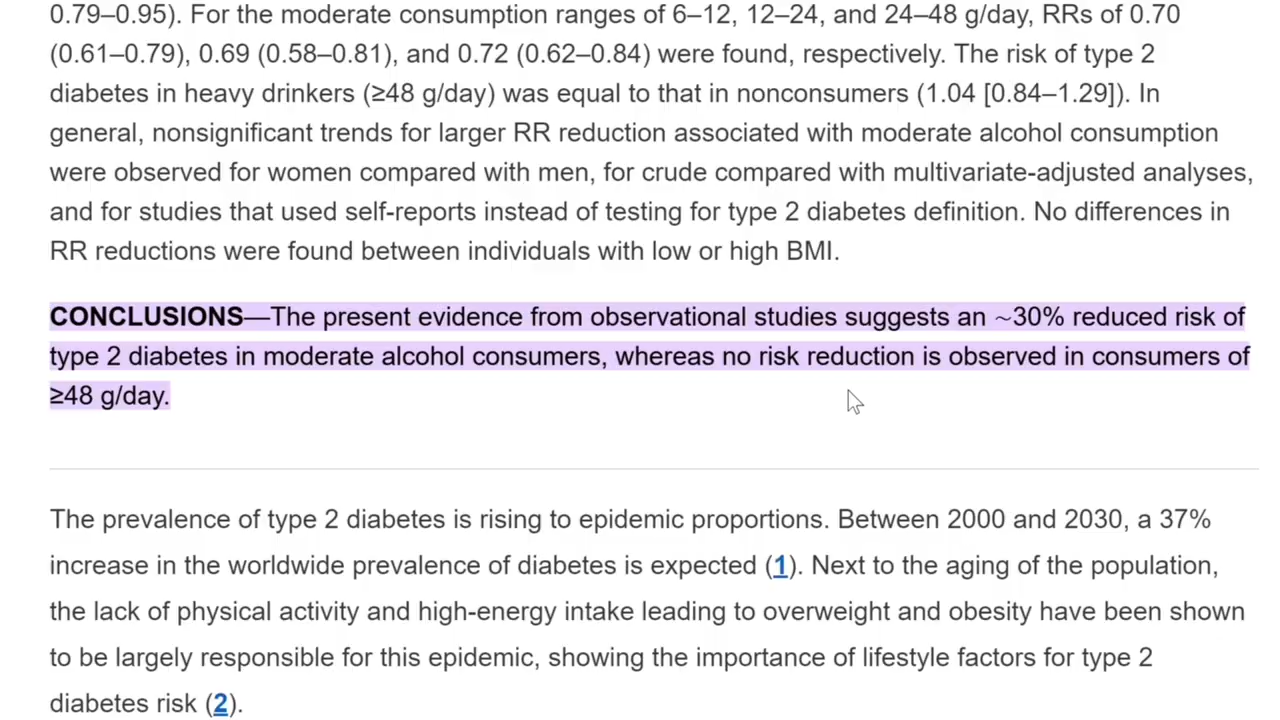 0.79–0.95). For the moderate consumption ranges of 6–12, 12–24, and 24–48 g/day, RRs of 0.70
(0.61–0.79), 0.69 (0.58–0.81), and 0.72 (0.62–0.84) were found, respectively. The risk of type 2
diabetes in heavy drinkers (≥48 g/day) was equal to that in nonconsumers (1.04 [0.84–1.29]). In
general, nonsignificant trends for larger RR reduction associated with moderate alcohol consumption
were observed for women compared with men, for crude compared with multivariate-adjusted analyses,
and for studies that used self-reports instead of testing for type 2 diabetes definition. No differences in
RR reductions were found between individuals with low or high BMI.
CONCLUSIONS—The present evidence from observational studies suggests an ∼30% reduced risk of
type 2 diabetes in moderate alcohol consumers, whereas no risk reduction is observed in consumers of
≥48 g/day.
The prevalence of type 2 diabetes is rising to epidemic proportions. Between 2000 and 2030, a 37%
increase in the worldwide prevalence of diabetes is expected (1). Next to the aging of the population,
the lack of physical activity and high-energy intake leading to overweight and obesity have been shown
to be largely responsible for this epidemic, showing the importance of lifestyle factors for type 2
diabetes risk (2).